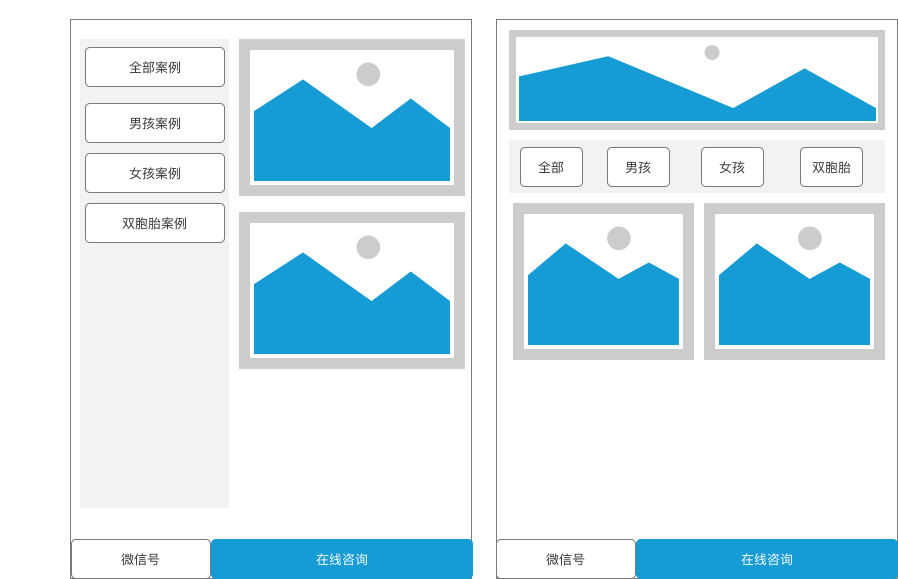 全部案例
男孩案例
女孩案例
双胞胎案例
微信号
在线咨询
全部
男孩
女孩
双胞胎
微信号
在线咨询